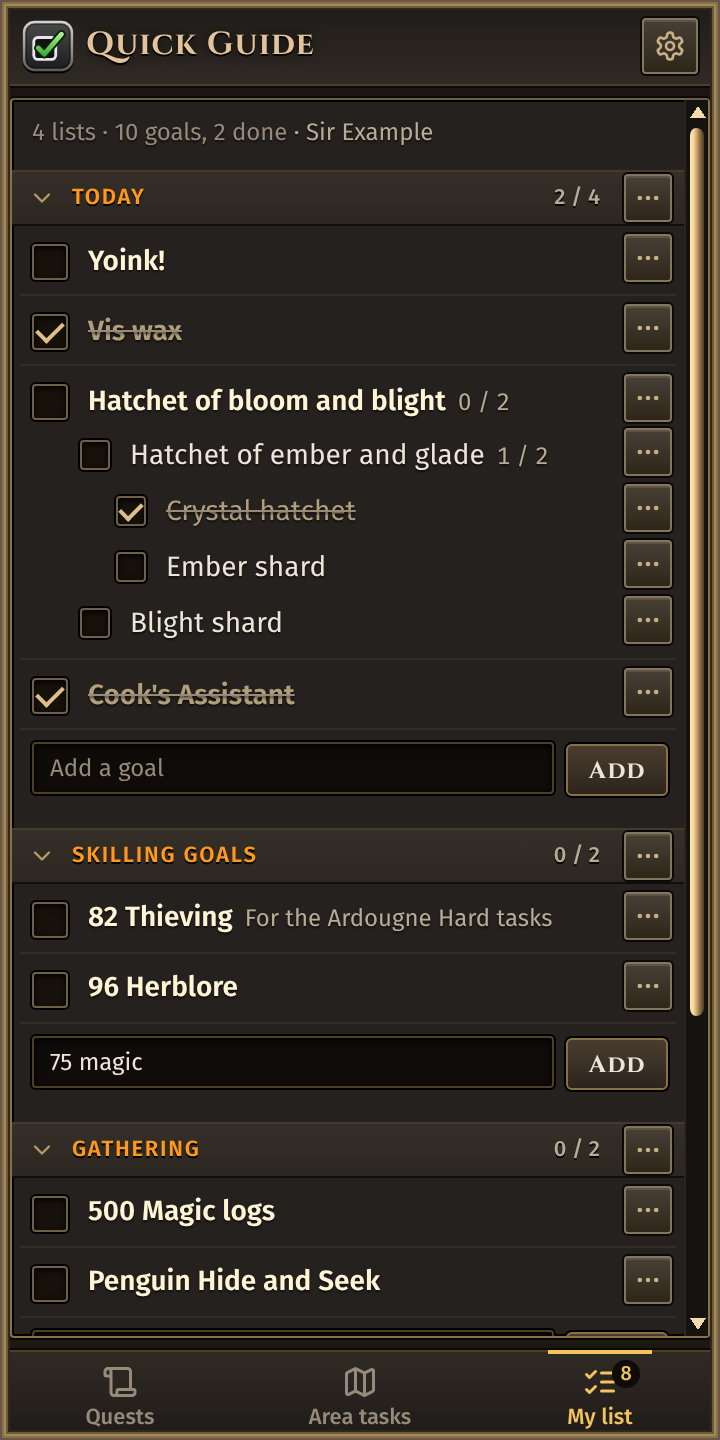 Quick Guide
4 lists · 10 goals, 2 done · Sir Example
TODAY 2 / 4
Yoink!
Vis wax
Hatchet of bloom and blight 0 / 2
Hatchet of ember and glade 1 / 2
Crystal hatchet
Ember shard
Blight shard
Cook's Assistant
Add a goal ADD
SKILLING GOALS 0 / 2
82 Thieving For the Ardougne Hard tasks
96 Herblore
75 magic ADD
GATHERING 0 / 2
500 Magic logs
Penguin Hide and Seek
8
Quests Area tasks My list